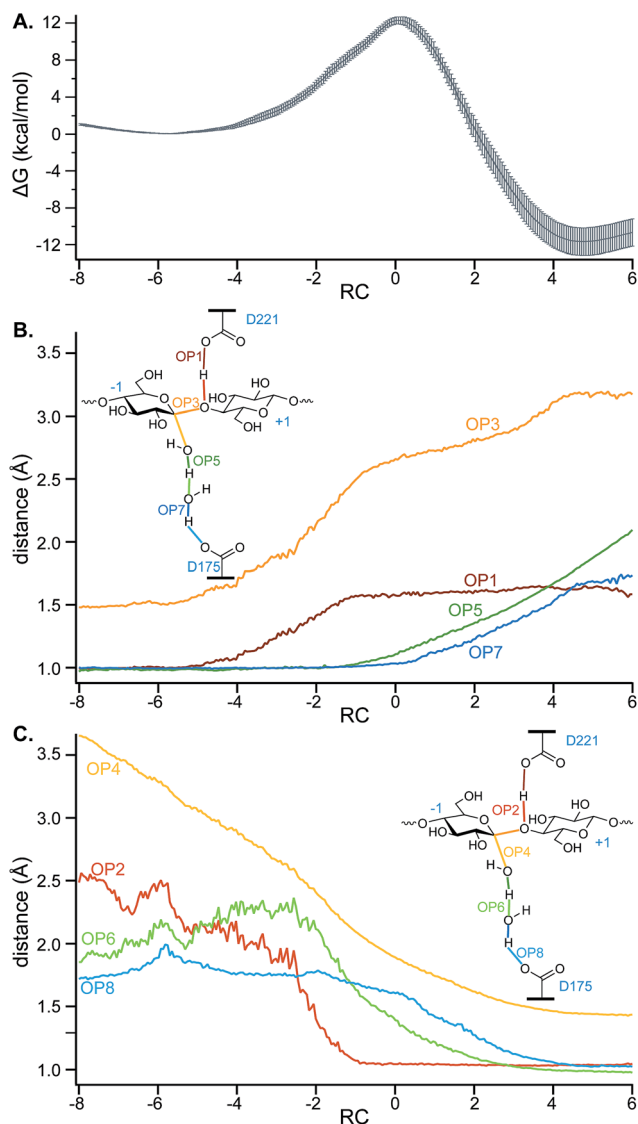 A.
12
8
4
0
-4
-8
-12
ΔG (kcal/mol)
-8 -6 -4 -2 0 2 4 6
RC
B.
3.5
3.0
2.5
2.0
1.5
1.0
distance (Å)
D221
O
O
OP1
H
HO
-1
O
HO
HO
OP3
O
HO
OH
O
OH
+1
H
O
OP5
H
H
O
OP7
H
O
O
D175
OP3
OP1
OP5
OP7
-8 -6 -4 -2 0 2 4 6
RC
C.
3.5
3.0
2.5
2.0
1.5
1.0
distance (Å)
OP4
OP2
OP6
OP8
D221
O
O
H
OP2
HO
-1
O
HO
HO
O
HO
OH
O
OH
+1
OP4
H
O
OP6
H
H
O
H
OP8
O
O
D175
-8 -6 -4 -2 0 2 4 6
RC